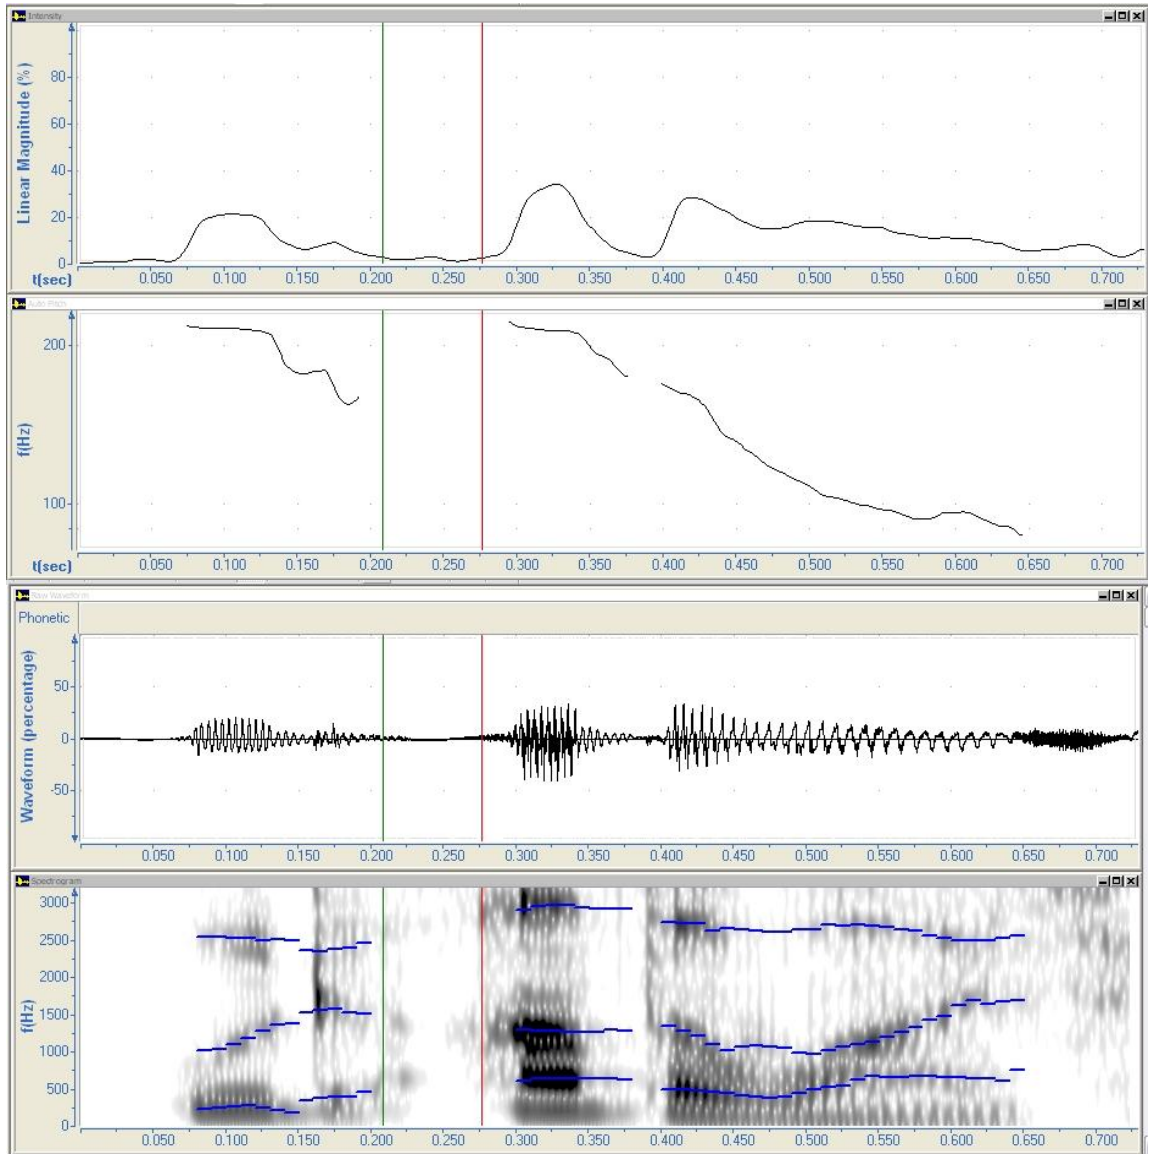 Intensity
Linear Magnitude (%)
80
60
40
20
0
t(sec) 0.050 0.100 0.150 0.200 0.250 0.300 0.350 0.400 0.450 0.500 0.550 0.600 0.650 0.700
Auto Pitch
f(Hz)
200
100
t(sec) 0.050 0.100 0.150 0.200 0.250 0.300 0.350 0.400 0.450 0.500 0.550 0.600 0.650 0.700
Raw Waveform
Phonetic
Waveform (percentage)
50
0
-50
0.050 0.100 0.150 0.200 0.250 0.300 0.350 0.400 0.450 0.500 0.550 0.600 0.650 0.700
Spectrogram
f(Hz)
3000
2500
2000
1500
1000
500
0
0.050 0.100 0.150 0.200 0.250 0.300 0.350 0.400 0.450 0.500 0.550 0.600 0.650 0.700